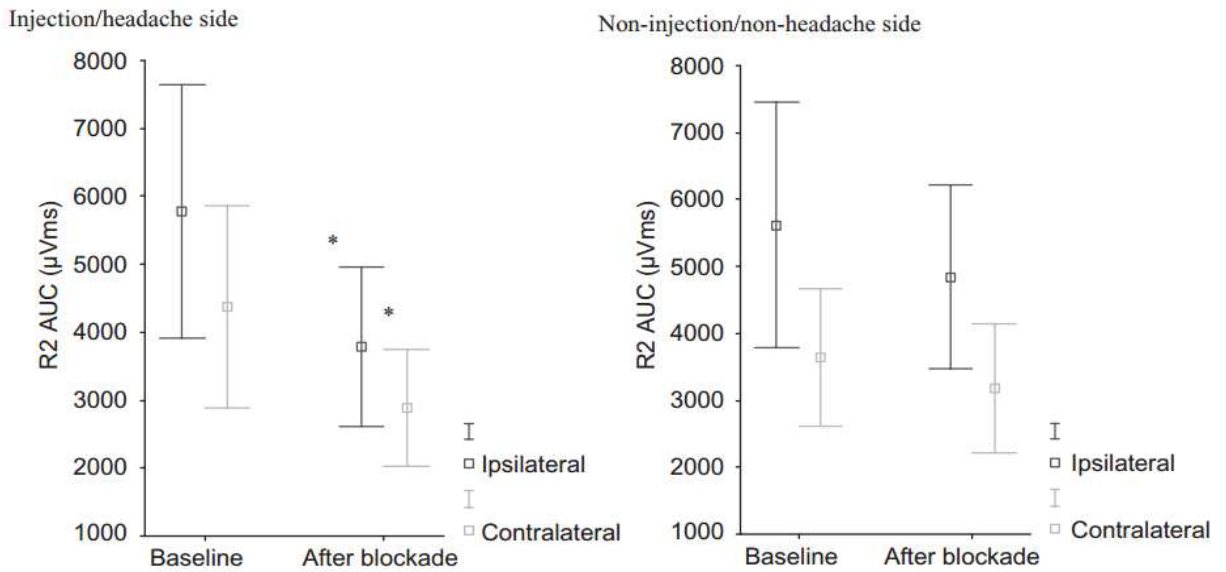 Injection/headache side
8000
7000
6000
5000
4000
3000
2000
1000
R2 AUC (µVms)
*
*
Ipsilateral
Contralateral
Baseline After blockade
Non-injection/non-headache side
8000
7000
6000
5000
4000
3000
2000
1000
R2 AUC (µVms)
Ipsilateral
Contralateral
Baseline After blockade